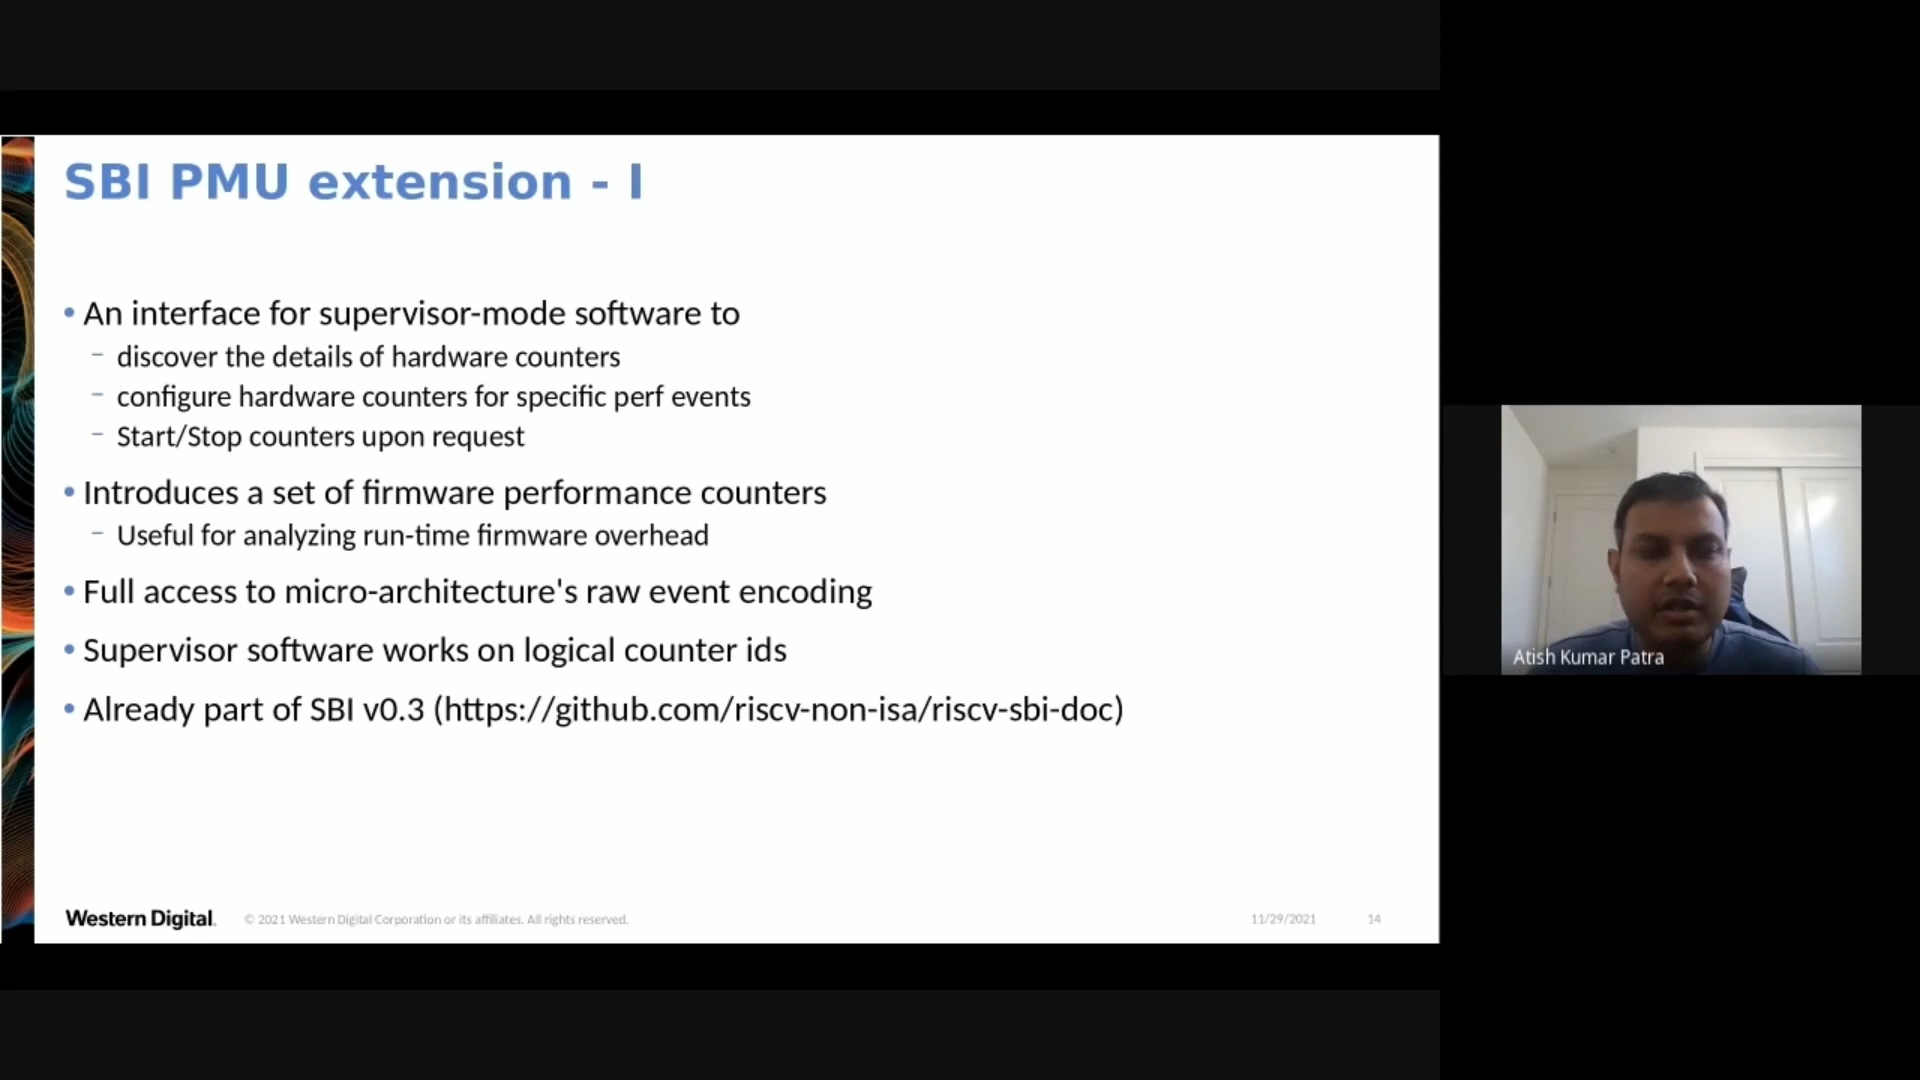 SBI PMU extension - I
• An interface for supervisor-mode software to
– discover the details of hardware counters
– configure hardware counters for specific perf events
– Start/Stop counters upon request
• Introduces a set of firmware performance counters
– Useful for analyzing run-time firmware overhead
• Full access to micro-architecture's raw event encoding
• Supervisor software works on logical counter ids
• Already part of SBI v0.3 (https://github.com/riscv-non-isa/riscv-sbi-doc)
Western Digital. © 2021 Western Digital Corporation or its affiliates. All rights reserved. 11/29/2021 14
Atish Kumar Patra